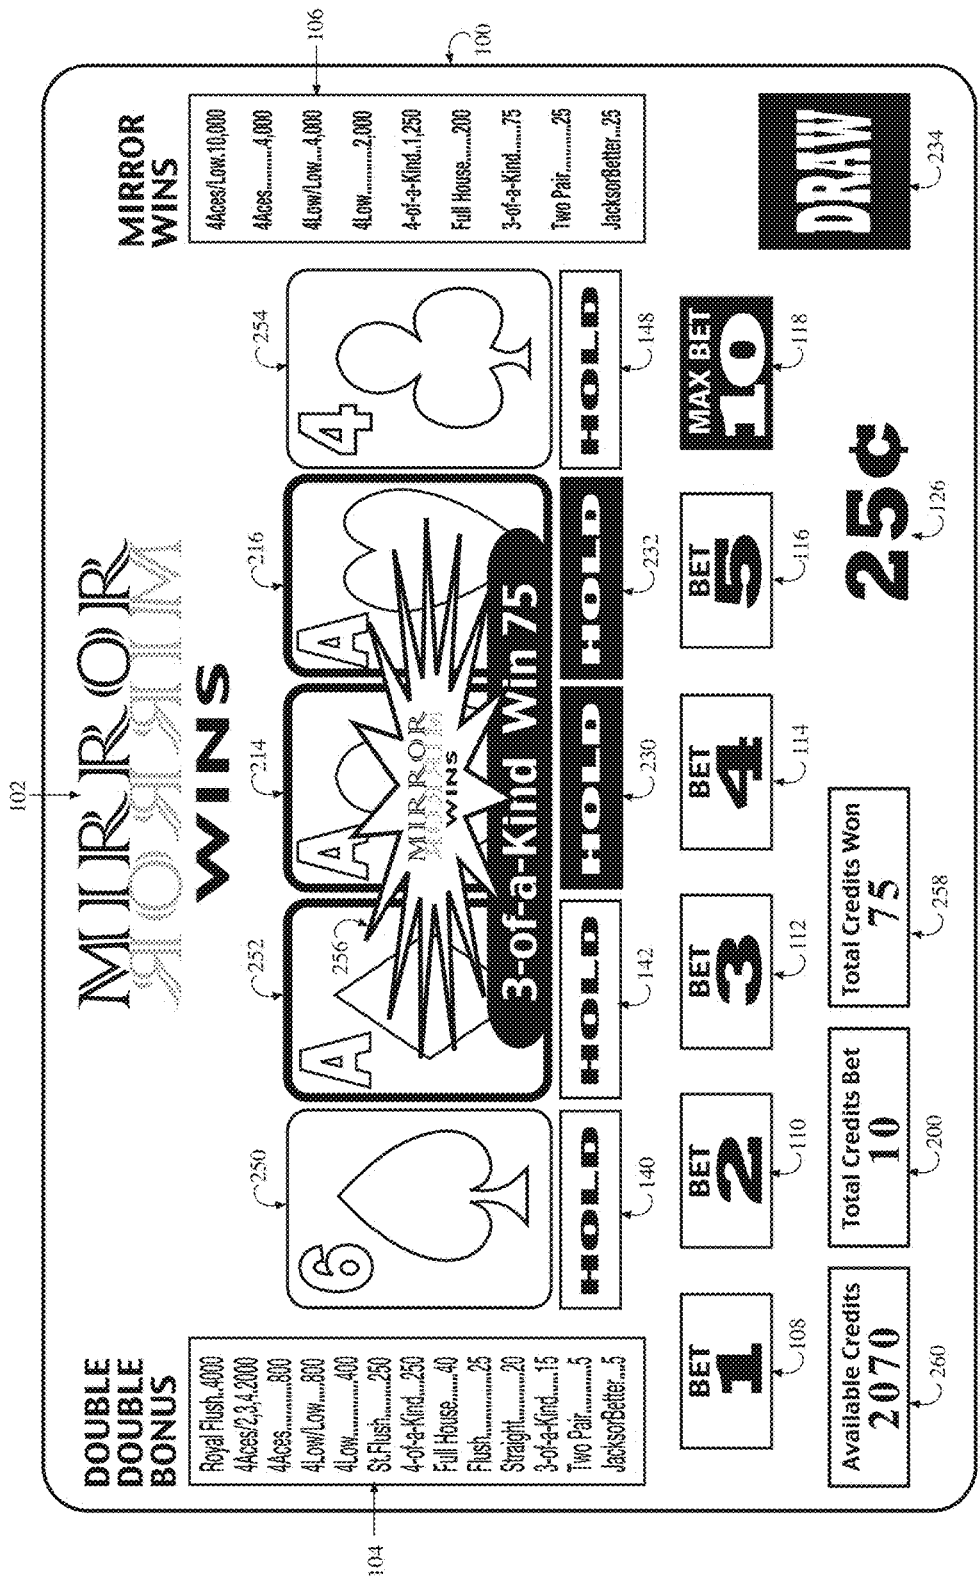 102
MIRROR
MIRROR
WINS
DOUBLE
DOUBLE
BONUS
Royal Flush..4000
4Aces/2,3,4.2000
4Aces..........800
4Low/Low....800
4Low...........400
St.Flush.....250
4-of-a-Kind...250
Full House......40
Flush..........25
Straight.........20
3-of-a-Kind....15
Two Pair..........5
JacksorBetter...5
104
MIRROR
WINS
4Aces/Low.10,000
4Aces..........4,000
4Low/Low....4,000
4Low..........2,000
4-of-a-Kind..1,250
Full House......200
3-of-a-Kind.....75
Two Pair..........25
JacksorBetter...25
106
100
250
252
214
216
254
6
A
A
A
4
256
MIRROR
MIRROR
WINS
3-of-a-Kind Win 75
HOLD
HOLD
HOLD
HOLD
HOLD
140
142
230
232
148
BET
1
BET
2
BET
3
BET
4
BET
5
MAX BET
10
DRAW
108
110
112
114
116
118
234
Available Credits
2070
Total Credits Bet
10
Total Credits Won
75
25¢
260
200
258
126